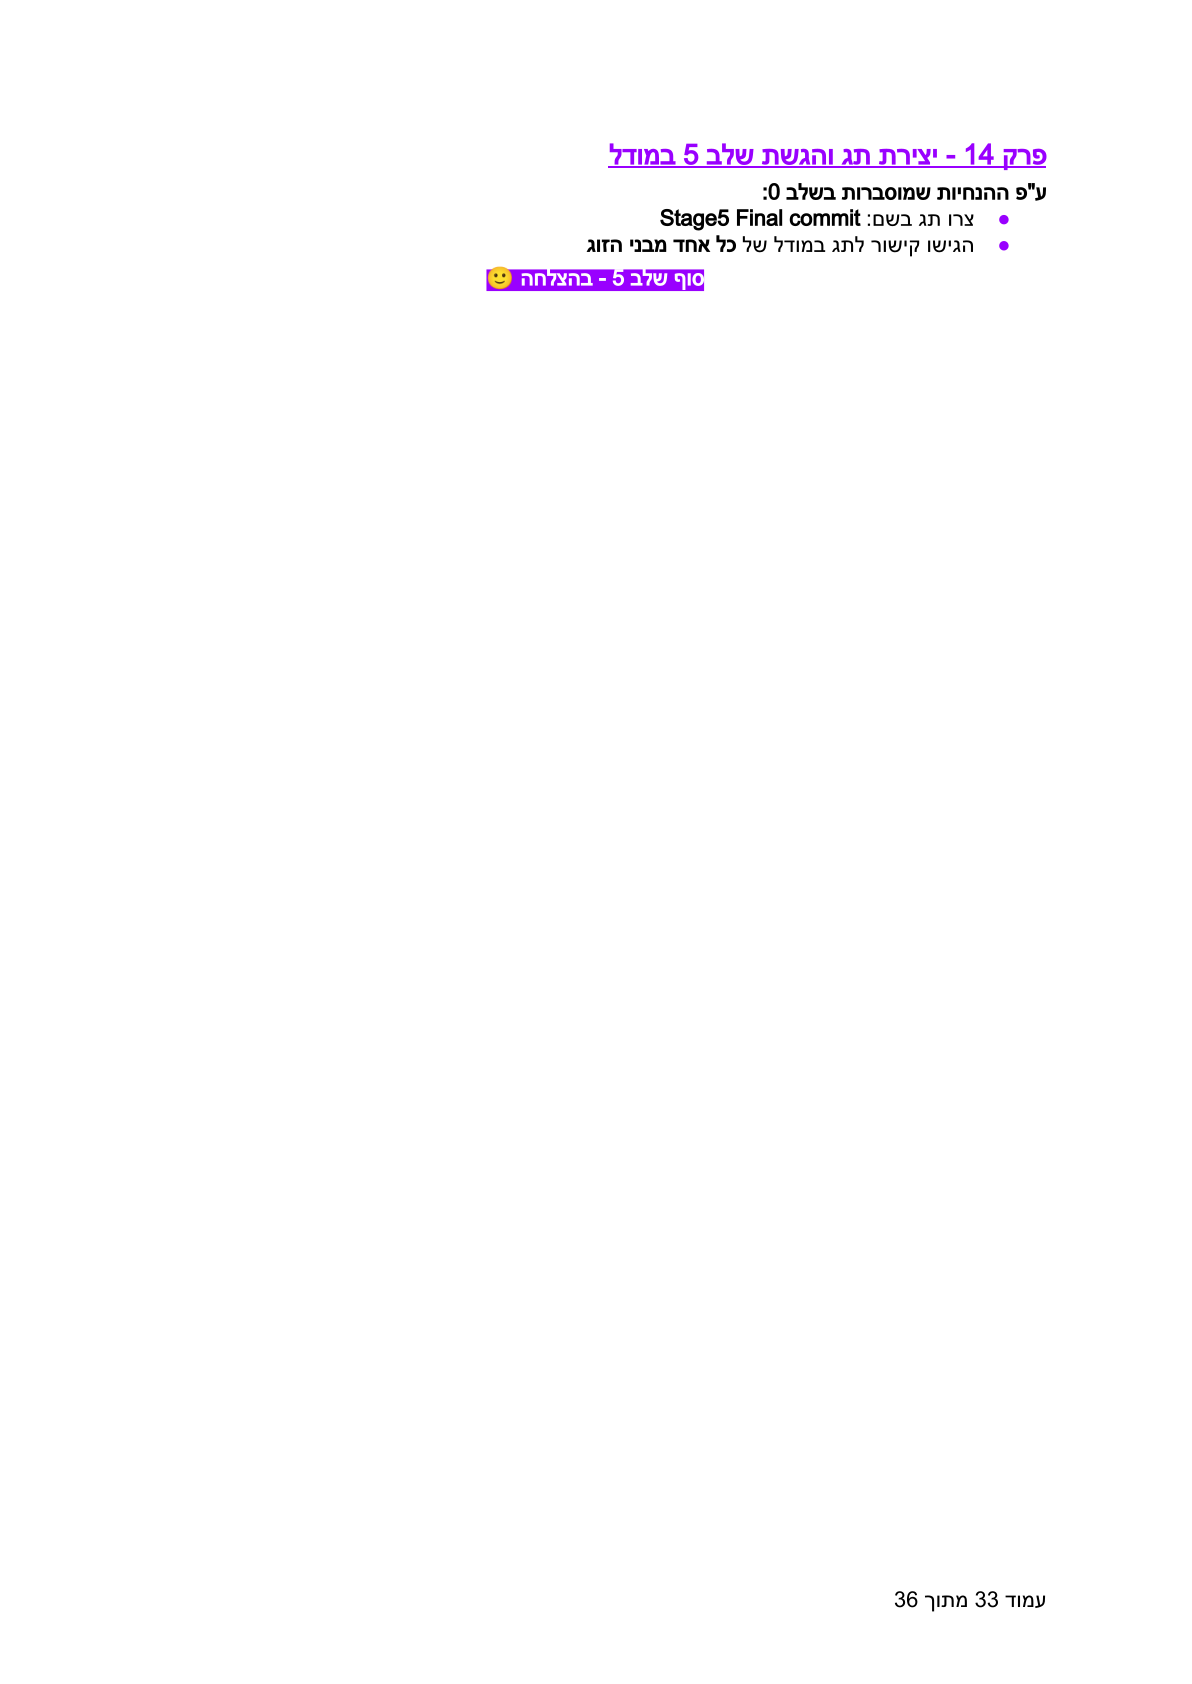 פרק 14 - יצירת תג והגשת שלב 5 במודל
ע"פ ההנחיות שמוסברות בשלב 0:
● צרו תג בשם: Stage5 Final commit
● הגישו קישור לתג במודל של כל אחד מבני הזוג
סוף שלב 5 - בהצלחה 🙂
עמוד 33 מתוך 36